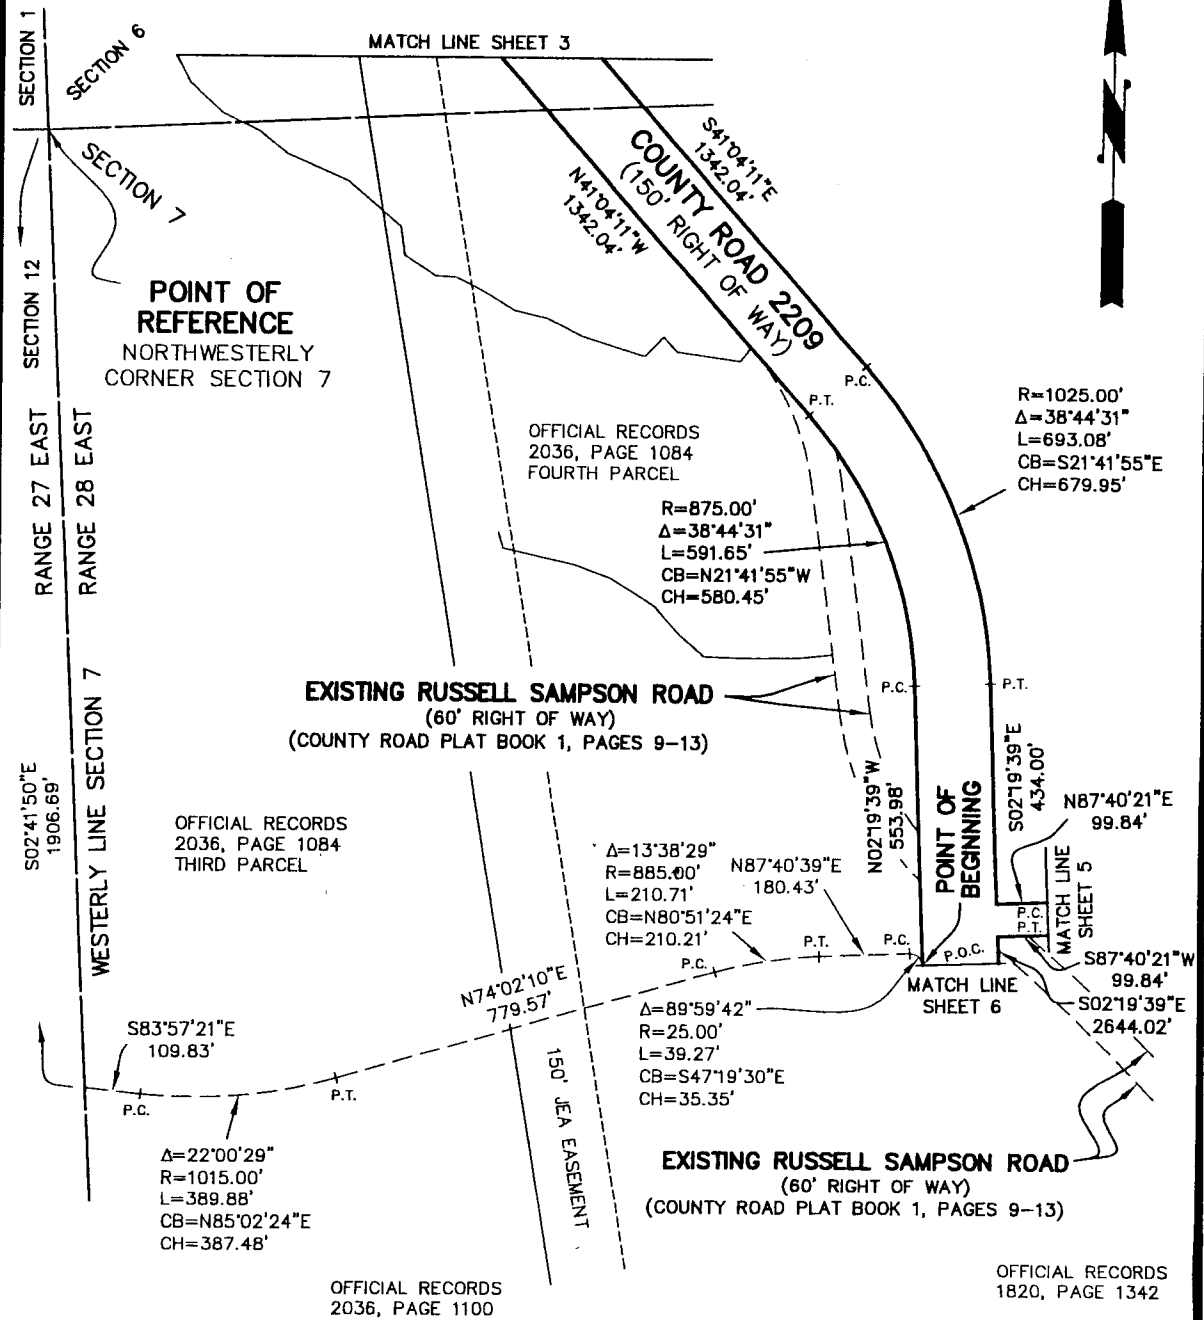 MATCH LINE SHEET 3
SECTION 1
SECTION 6
SECTION 7
SECTION 12
POINT OF
REFERENCE
NORTHWESTERLY
CORNER SECTION 7
RANGE 27 EAST
RANGE 28 EAST
S41°04'11"E
1342.04'
COUNTY ROAD 2209
(150' RIGHT OF WAY)
N41°04'11"W
1342.04'
P.C.
P.T.
R=1025.00'
Δ=38°44'31"
L=693.08'
CB=S21°41'55"E
CH=679.95'
OFFICIAL RECORDS
2036, PAGE 1084
FOURTH PARCEL
R=875.00'
Δ=38°44'31"
L=591.65'
CB=N21°41'55"W
CH=580.45'
EXISTING RUSSELL SAMPSON ROAD
(60' RIGHT OF WAY)
(COUNTY ROAD PLAT BOOK 1, PAGES 9-13)
P.C.
P.T.
WESTERLY LINE SECTION 7
S02°41'50"E
1906.69'
N02°19'39"W
553.98'
POINT OF
BEGINNING
S02°19'39"E
434.00'
N87°40'21"E
99.84'
OFFICIAL RECORDS
2036, PAGE 1084
THIRD PARCEL
Δ=13°38'29"
R=885.00'
L=210.71'
CB=N80°51'24"E
CH=210.21'
N87°40'39"E
180.43'
P.C.
P.T.
P.C.
P.C.
P.T.
P.O.C.
MATCH LINE
SHEET 5
MATCH LINE
SHEET 6
S87°40'21"W
99.84'
S02°19'39"E
2644.02'
N74°02'10"E
779.57'
Δ=89°59'42"
R=25.00'
L=39.27'
CB=S47°19'30"E
CH=35.35'
S83°57'21"E
109.83'
P.C.
P.T.
150' JEA EASEMENT
Δ=22°00'29"
R=1015.00'
L=389.88'
CB=N85°02'24"E
CH=387.48'
EXISTING RUSSELL SAMPSON ROAD
(60' RIGHT OF WAY)
(COUNTY ROAD PLAT BOOK 1, PAGES 9-13)
OFFICIAL RECORDS
2036, PAGE 1100
OFFICIAL RECORDS
1820, PAGE 1342
N